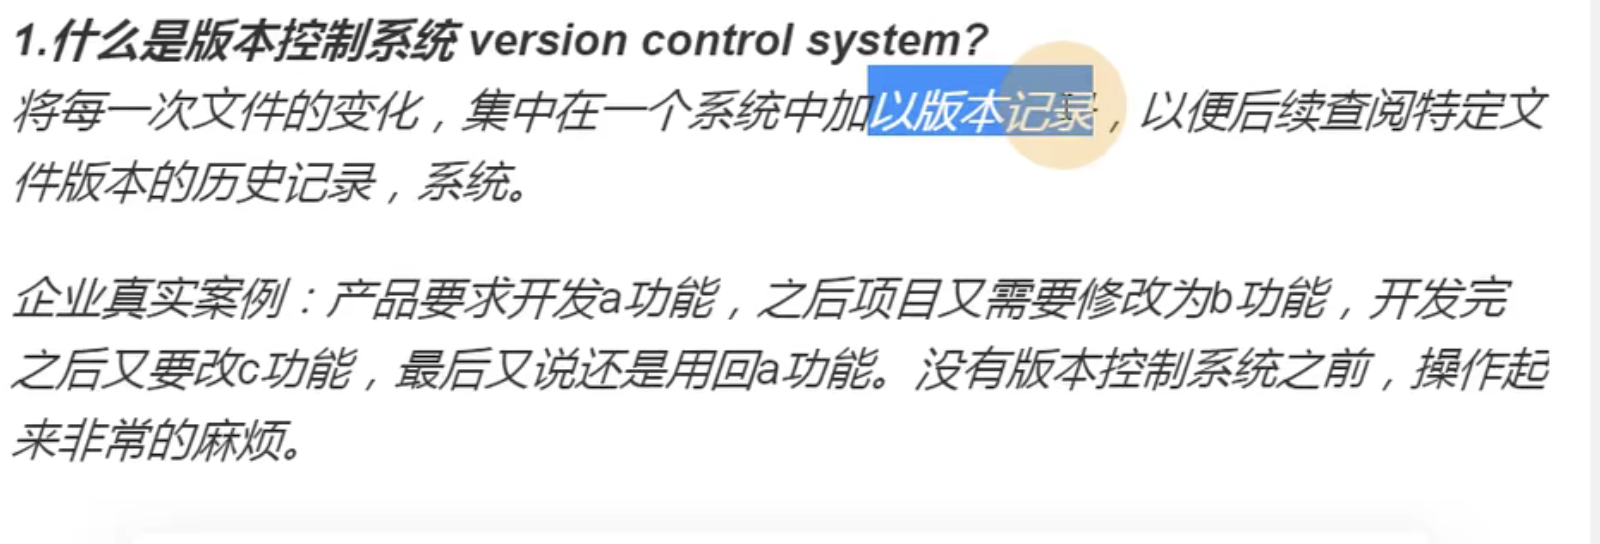 1.什么是版本控制系统 version control system?
将每一次文件的变化，集中在一个系统中加以版本记录，以便后续查阅特定文
件版本的历史记录，系统。
企业真实案例：产品要求开发a功能，之后项目又需要修改为b功能，开发完
之后又要改c功能，最后又说还是用回a功能。没有版本控制系统之前，操作起
来非常的麻烦。